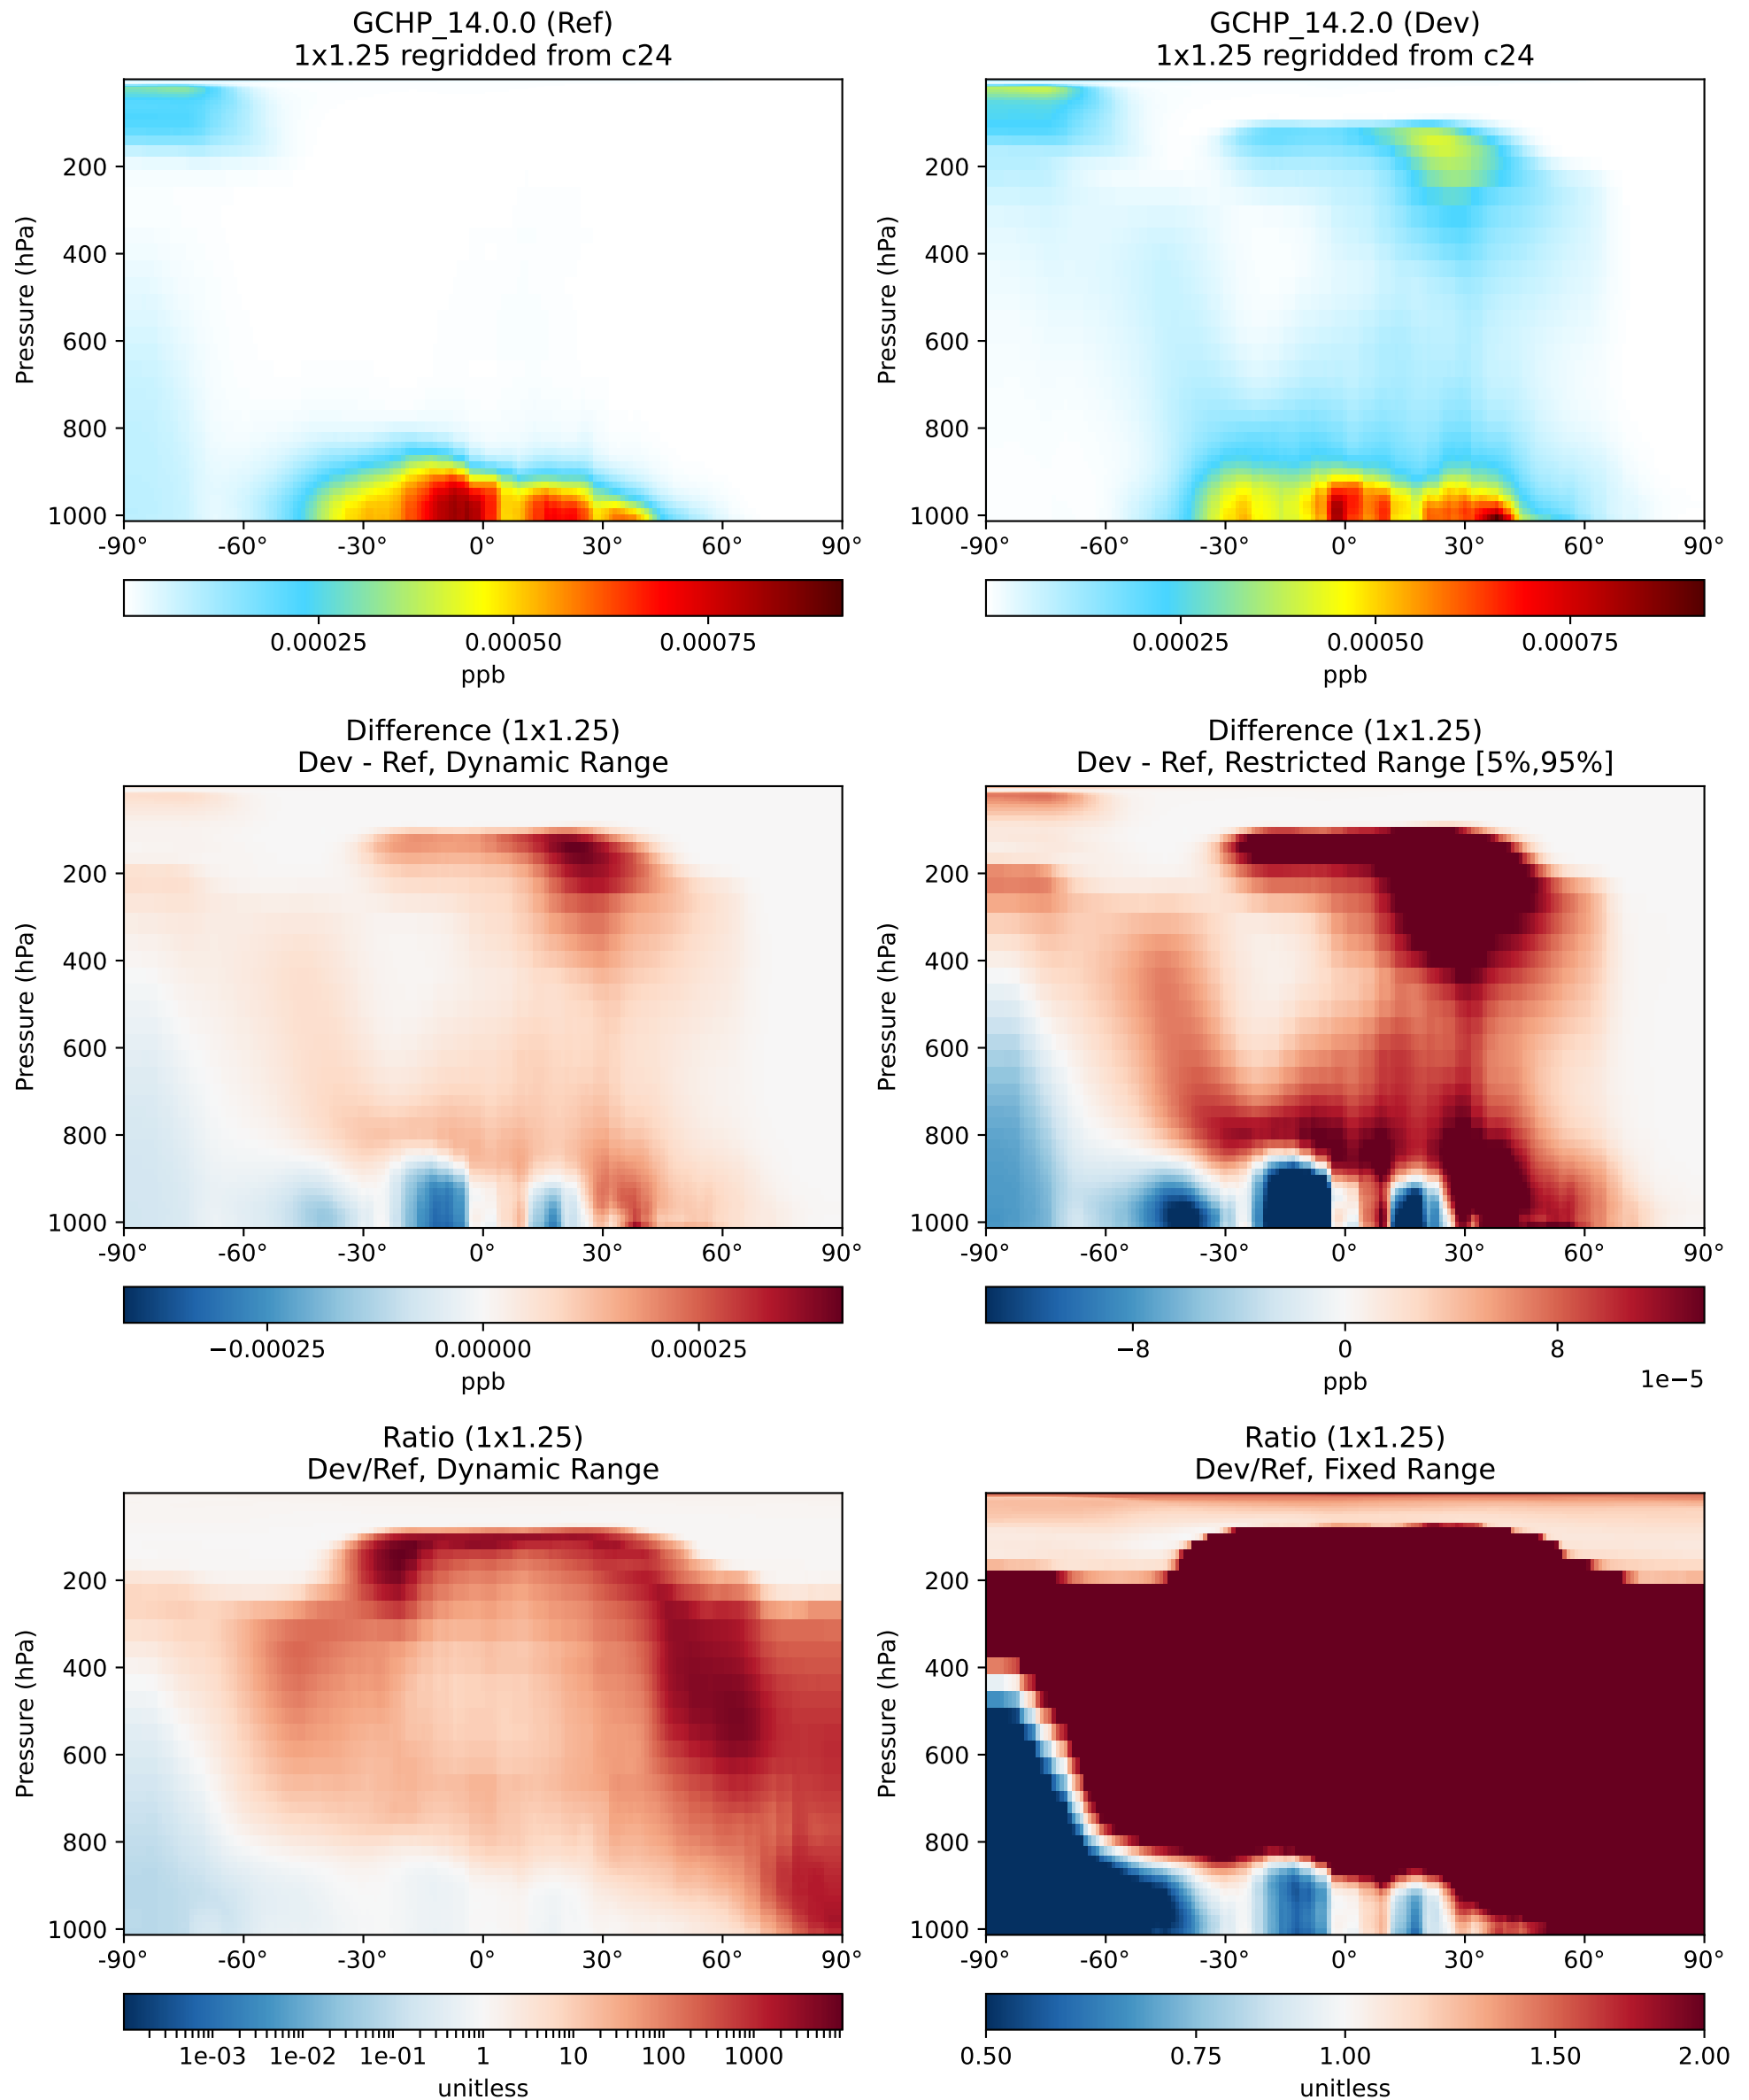 GCHP_14.0.0 (Ref)
1x1.25 regridded from c24
Pressure (hPa)
200
400
600
800
1000
-90° -60° -30° 0° 30° 60° 90°
0.00025 0.00050 0.00075
ppb
GCHP_14.2.0 (Dev)
1x1.25 regridded from c24
Pressure (hPa)
200
400
600
800
1000
-90° -60° -30° 0° 30° 60° 90°
0.00025 0.00050 0.00075
ppb
Difference (1x1.25)
Dev - Ref, Dynamic Range
Pressure (hPa)
200
400
600
800
1000
-90° -60° -30° 0° 30° 60° 90°
−0.00025 0.00000 0.00025
ppb
Difference (1x1.25)
Dev - Ref, Restricted Range [5%,95%]
Pressure (hPa)
200
400
600
800
1000
-90° -60° -30° 0° 30° 60° 90°
−8 0 8
ppb
1e−5
Ratio (1x1.25)
Dev/Ref, Dynamic Range
Pressure (hPa)
200
400
600
800
1000
-90° -60° -30° 0° 30° 60° 90°
1e-03 1e-02 1e-01 1 10 100 1000
unitless
Ratio (1x1.25)
Dev/Ref, Fixed Range
Pressure (hPa)
200
400
600
800
1000
-90° -60° -30° 0° 30° 60° 90°
0.50 0.75 1.00 1.50 2.00
unitless